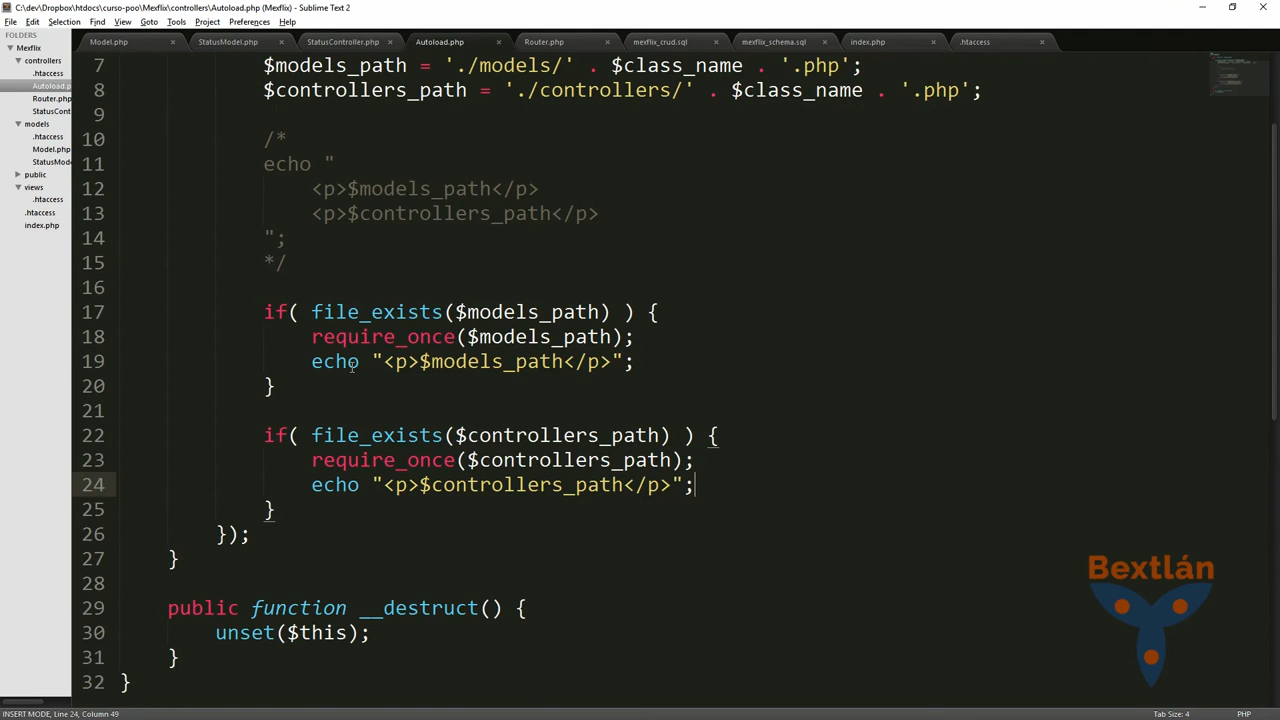 C:\dev\Dropbox\htdocs\curso-poo\Mexflix\controllers\Autoload.php (Mexflix) - Sublime Text 2
File Edit Selection Find View Goto Tools Project Preferences Help
FOLDERS
Mexflix
controllers
.htaccess
Autoload.p
Router.php
StatusCont
models
.htaccess
Model.php
StatusMode
public
views
.htaccess
.htaccess
index.php
Model.php StatusModel.php StatusController.php Autoload.php Router.php mexflix_crud.sql mexflix_schema.sql index.php .htaccess
7 $models_path = './models/' . $class_name . '.php';
8 $controllers_path = './controllers/' . $class_name . '.php';
9
10 /*
11 echo "
12 <p>$models_path</p>
13 <p>$controllers_path</p>
14 ";
15 */
16
17 if( file_exists($models_path) ) {
18 require_once($models_path);
19 echo "<p>$models_path</p>";
20 }
21
22 if( file_exists($controllers_path) ) {
23 require_once($controllers_path);
24 echo "<p>$controllers_path</p>";
25 }
26 });
27 }
28
29 public function __destruct() {
30 unset($this);
31 }
32 }
Bextlán
INSERT MODE, Line 24, Column 49 Tab Size: 4 PHP